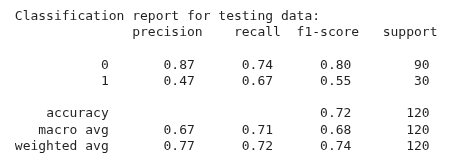 Classification report for testing data:
precision recall f1-score support
0 0.87 0.74 0.80 90
1 0.47 0.67 0.55 30
accuracy 0.72 120
macro avg 0.67 0.71 0.68 120
weighted avg 0.77 0.72 0.74 120